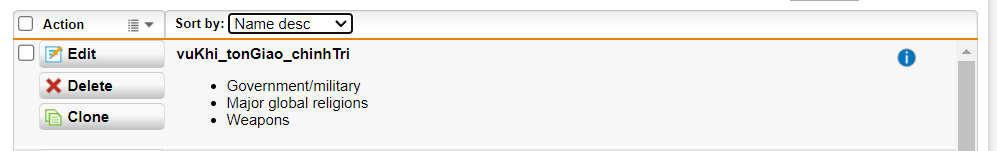 Action Sort by: Name desc
Edit vuKhi_tonGiao_chinhTri
Delete • Government/military
• Major global religions
Clone • Weapons